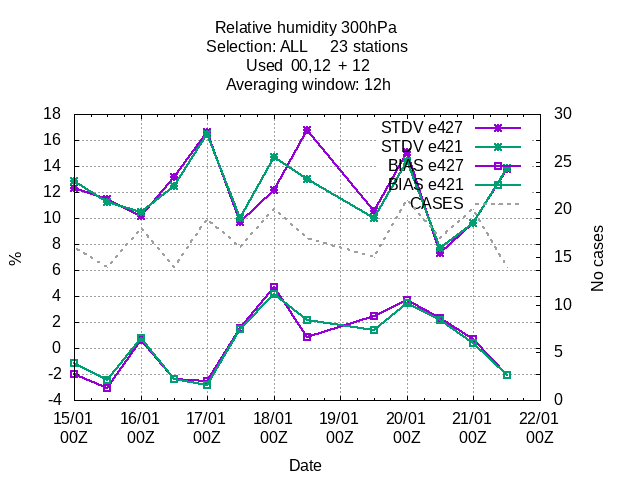 Relative humidity 300hPa
Selection: ALL 23 stations
Used 00,12 + 12
Averaging window: 12h
18
16
14
12
10
8
6
4
2
0
-2
-4
%
30
25
20
15
10
5
0
No cases
STDV e427
STDV e421
BIAS e427
BIAS e421
CASES
15/01 16/01 17/01 18/01 19/01 20/01 21/01 22/01
00Z 00Z 00Z 00Z 00Z 00Z 00Z 00Z
Date